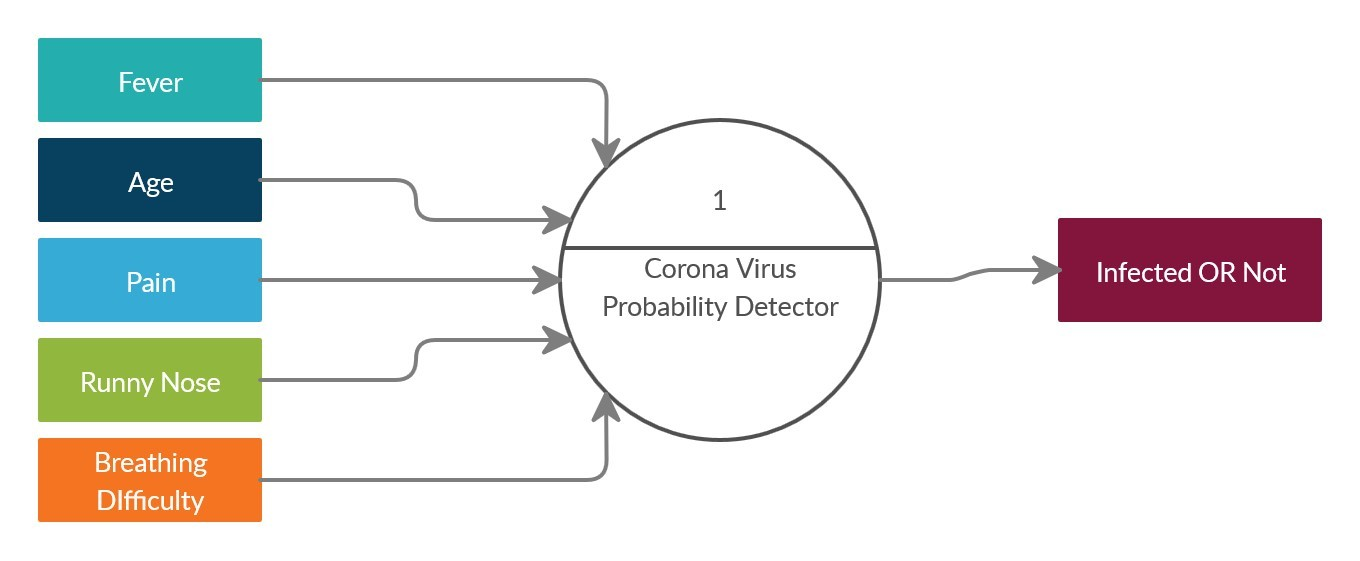 Fever
Age
Pain
Runny Nose
Breathing
DIfficulty
1
Corona Virus
Probability Detector
Infected OR Not